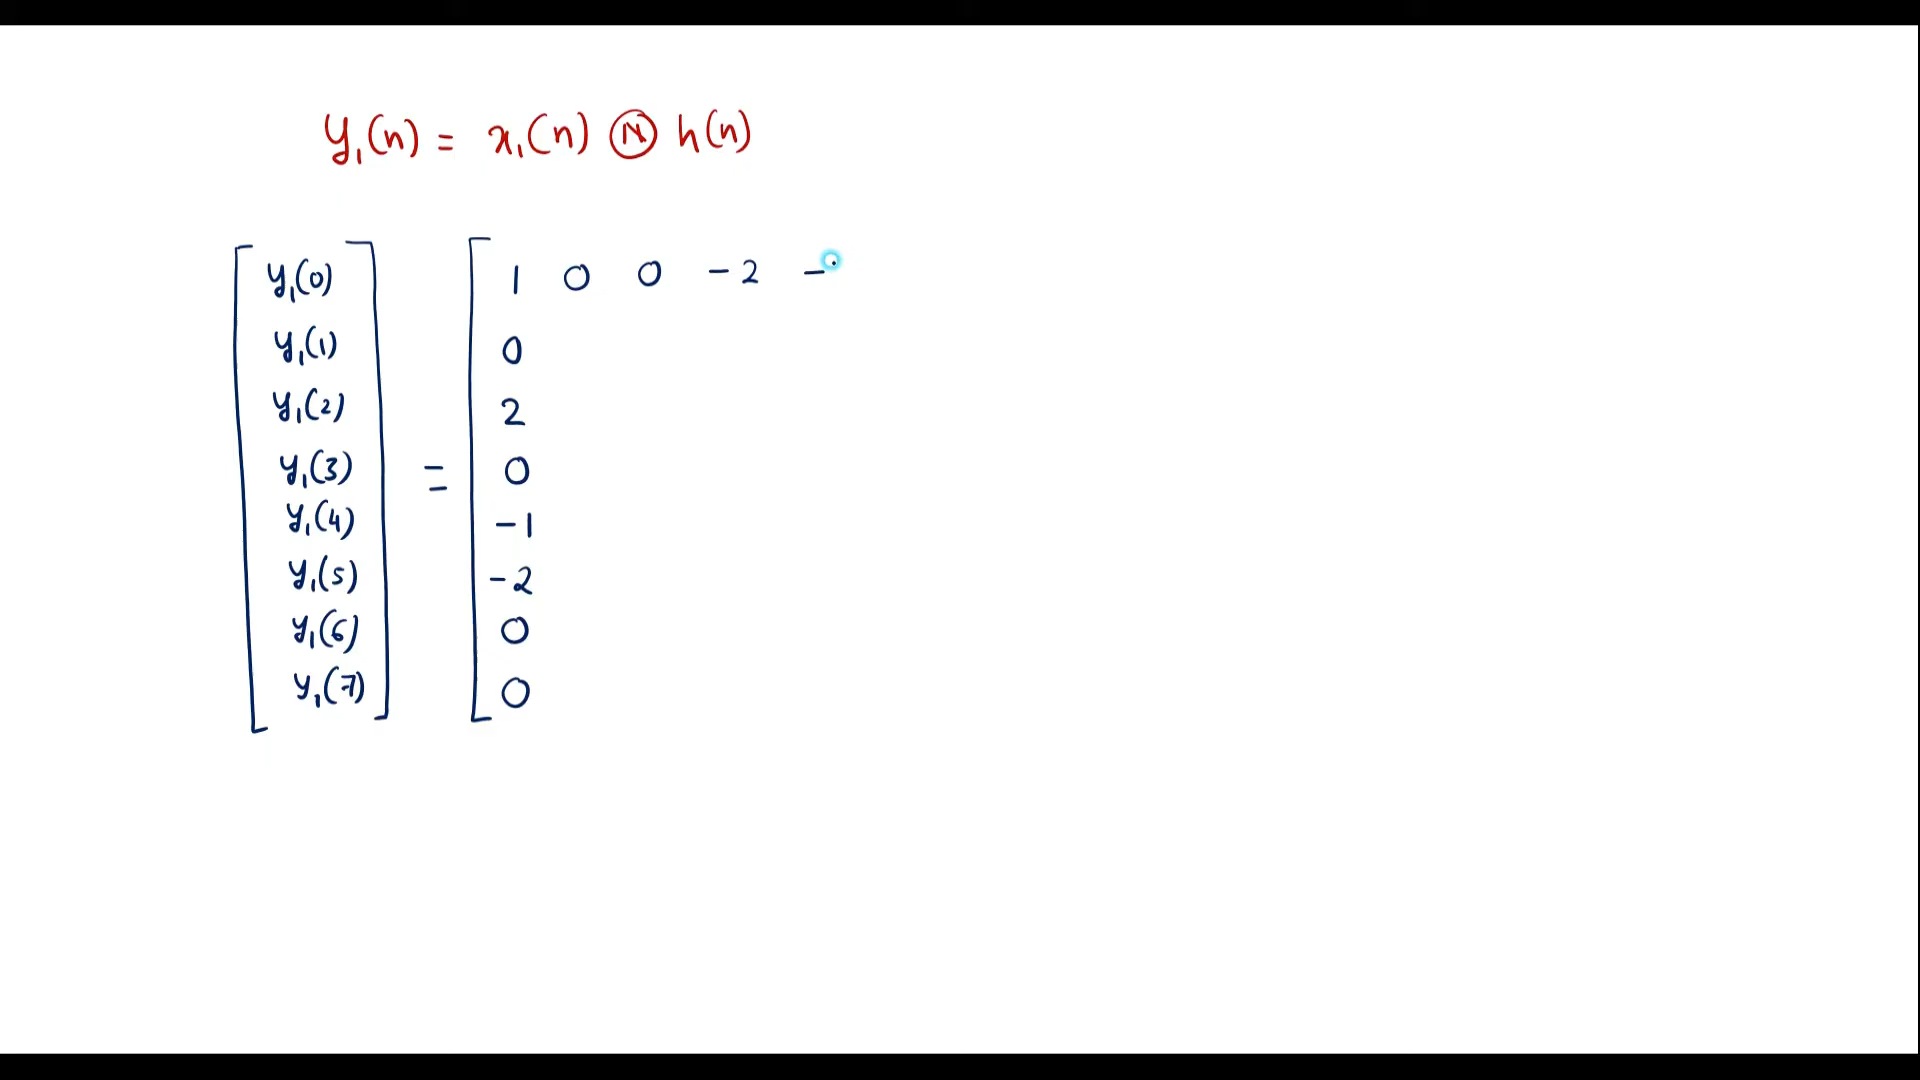 y₁(n) = x₁(n) Ⓝ h(n)
y₁(0) 1 0 0 -2 -
y₁(1) 0
y₁(2) 2
y₁(3) = 0
y₁(4) -1
y₁(5) -2
y₁(6) 0
y₁(7) 0